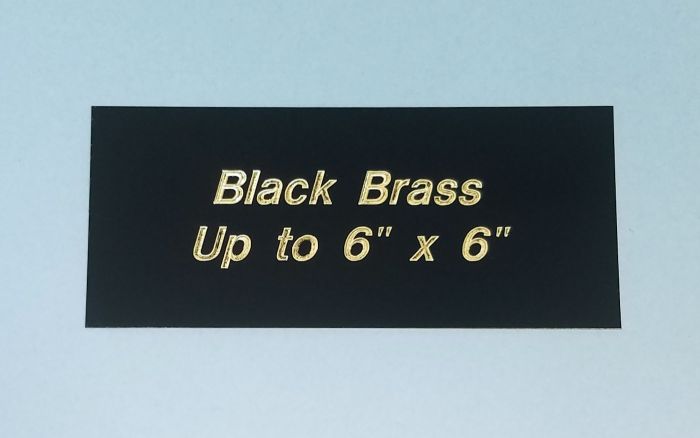 Black Brass
Up to 6" x 6"